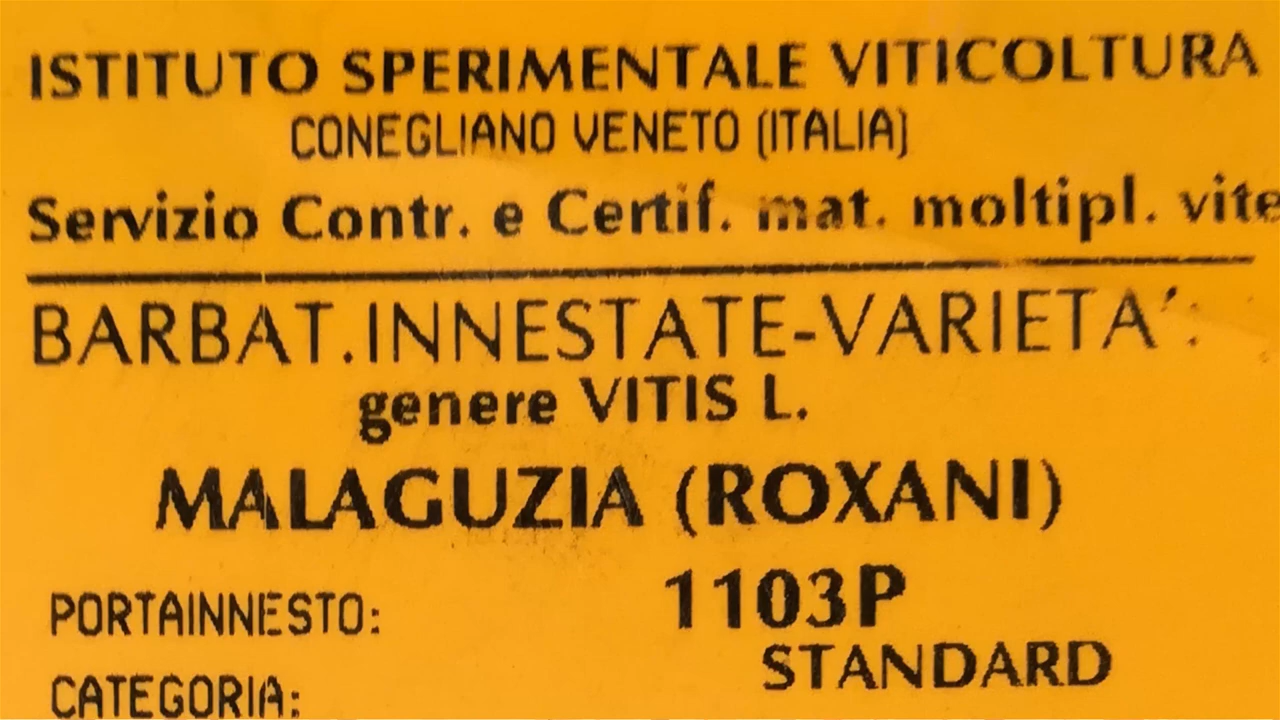 ISTITUTO SPERIMENTALE VITICOLTURA
CONEGLIANO VENETO (ITALIA)
Servizio Contr. e Certif. mat. moltipl. vite
BARBAT.INNESTATE-VARIETA´:
genere VITIS L.
MALAGUZIA (ROXANI)
PORTAINNESTO: 1103P
CATEGORIA: STANDARD